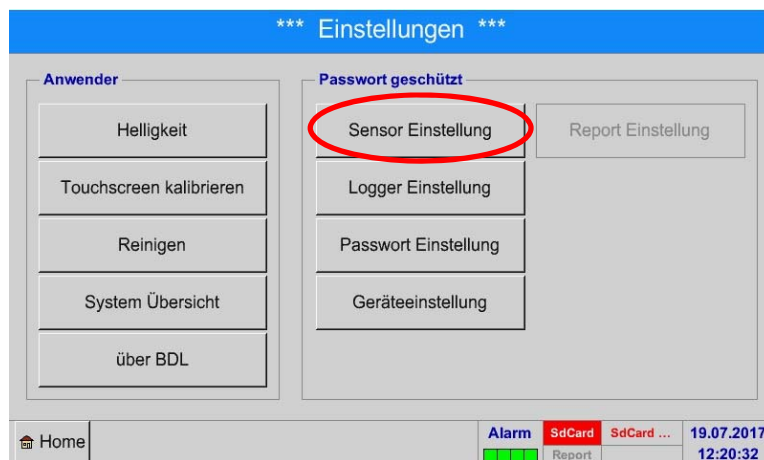 *** Einstellungen ***
Anwender
Helligkeit
Touchscreen kalibrieren
Reinigen
System Übersicht
über BDL
Passwort geschützt
Sensor Einstellung
Report Einstellung
Logger Einstellung
Passwort Einstellung
Geräteeinstellung
Home
Alarm
SdCard
SdCard ...
Report
19.07.2017
12:20:32